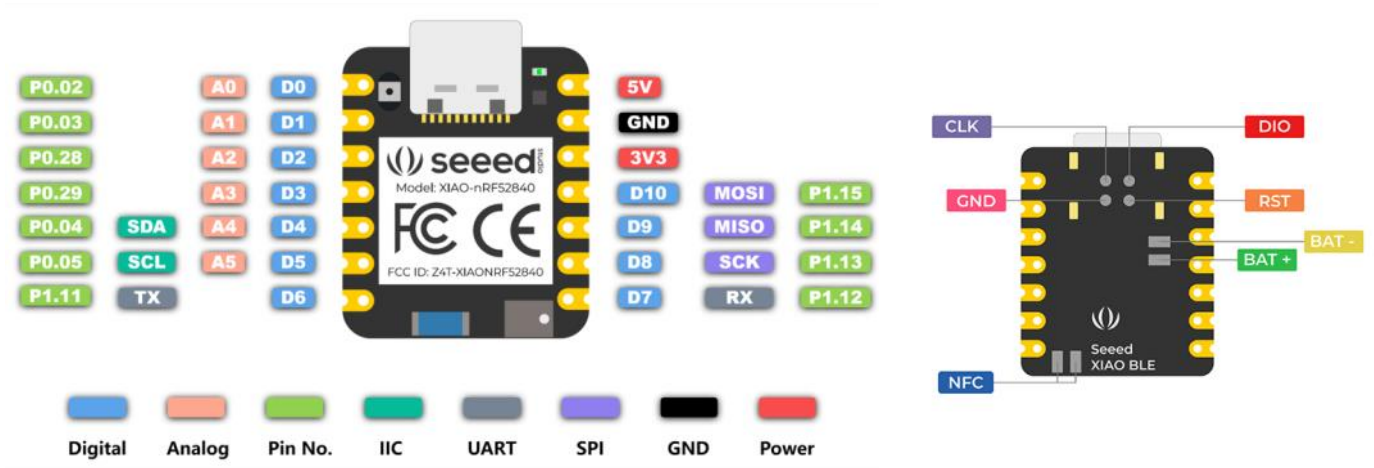 P0.02 A0 D0 5V
P0.03 A1 D1 GND
P0.28 A2 D2 3V3
P0.29 A3 D3 D10 MOSI P1.15
P0.04 SDA A4 D4 D9 MISO P1.14
P0.05 SCL A5 D5 D8 SCK P1.13
P1.11 TX D6 D7 RX P1.12
seeed studio
Model: XIAO-nRF52840
FCC CE
FCC ID: Z4T-XIAONRF52840
Digital Analog Pin No. IIC UART SPI GND Power
CLK DIO
GND RST
BAT -
BAT +
Seeed
XIAO BLE
NFC